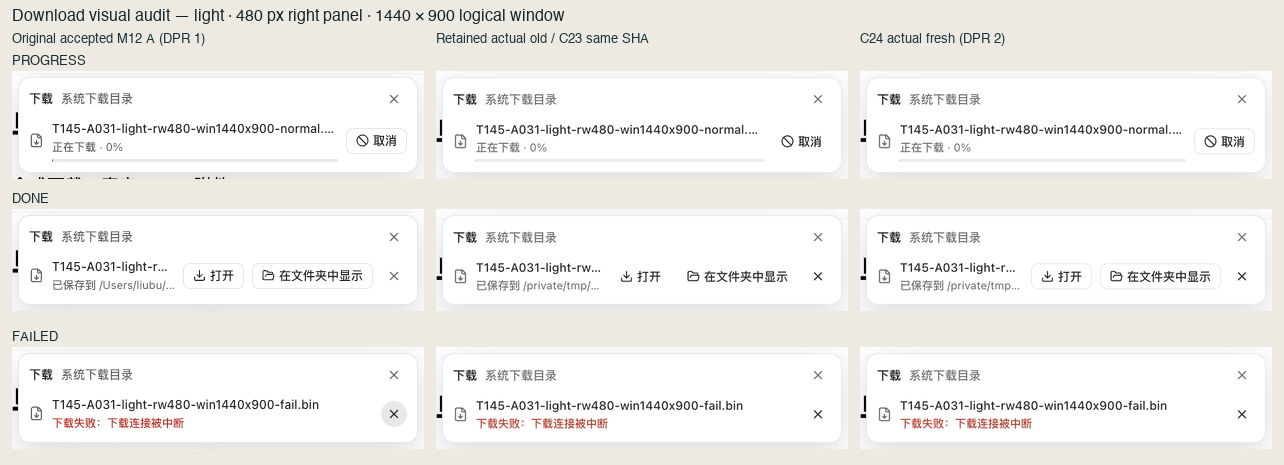 Download visual audit — light · 480 px right panel · 1440 × 900 logical window
Original accepted M12 A (DPR 1)
Retained actual old / C23 same SHA
C24 actual fresh (DPR 2)
PROGRESS
下载 系统下载目录
T145-A031-light-rw480-win1440x900-normal....
正在下载 · 0%
取消
下载 系统下载目录
T145-A031-light-rw480-win1440x900-normal....
正在下载 · 0%
取消
下载 系统下载目录
T145-A031-light-rw480-win1440x900-normal....
正在下载 · 0%
取消
DONE
下载 系统下载目录
T145-A031-light-r...
已保存到 /Users/liubu/...
打开
在文件夹中显示
下载 系统下载目录
T145-A031-light-rw...
已保存到 /private/tmp/...
打开
在文件夹中显示
下载 系统下载目录
T145-A031-light-r...
已保存到 /private/tmp...
打开
在文件夹中显示
FAILED
下载 系统下载目录
T145-A031-light-rw480-win1440x900-fail.bin
下载失败：下载连接被中断
下载 系统下载目录
T145-A031-light-rw480-win1440x900-fail.bin
下载失败：下载连接被中断
下载 系统下载目录
T145-A031-light-rw480-win1440x900-fail.bin
下载失败：下载连接被中断